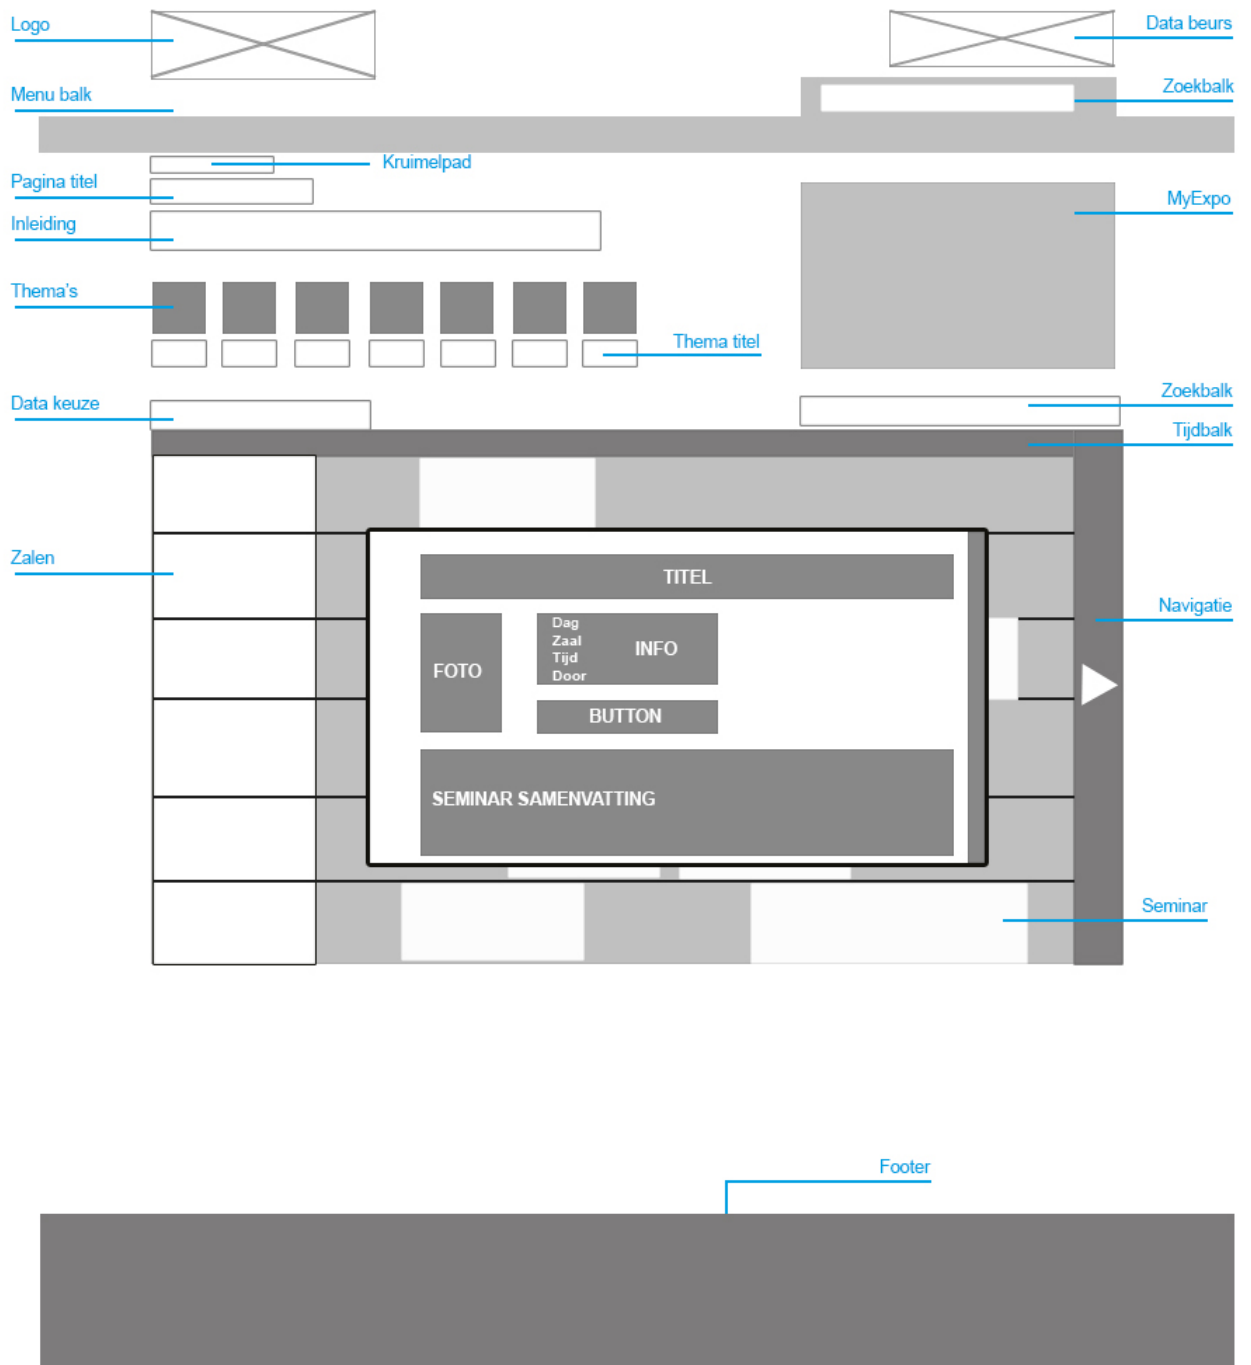 Logo
Data beurs
Menu balk
Zoekbalk
Kruimelpad
Pagina titel
MyExpo
Inleiding
Thema's
Thema titel
Data keuze
Zoekbalk
Tijdbalk
Zalen
TITEL
FOTO
Dag
Zaal
Tijd
Door
INFO
BUTTON
SEMINAR SAMENVATTING
Navigatie
Seminar
Footer